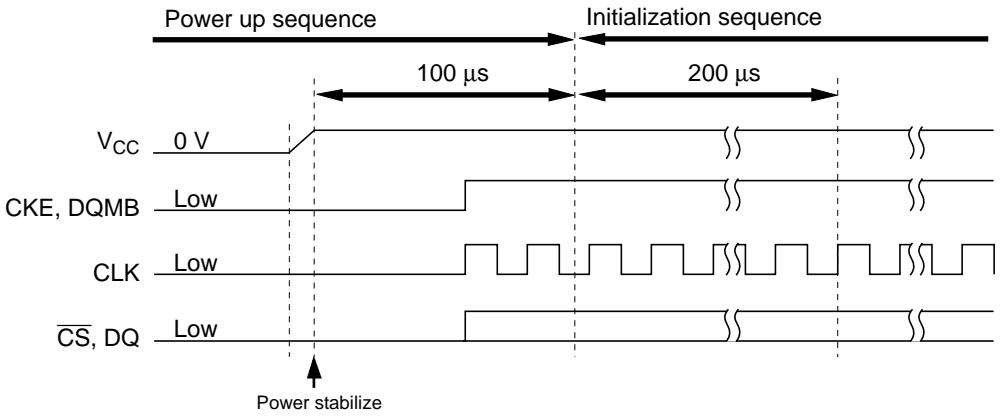 Power up sequence
Initialization sequence
100 μs
200 μs
VCC 0 V
CKE, DQMB Low
CLK Low
C̅S̅, DQ Low
Power stabilize